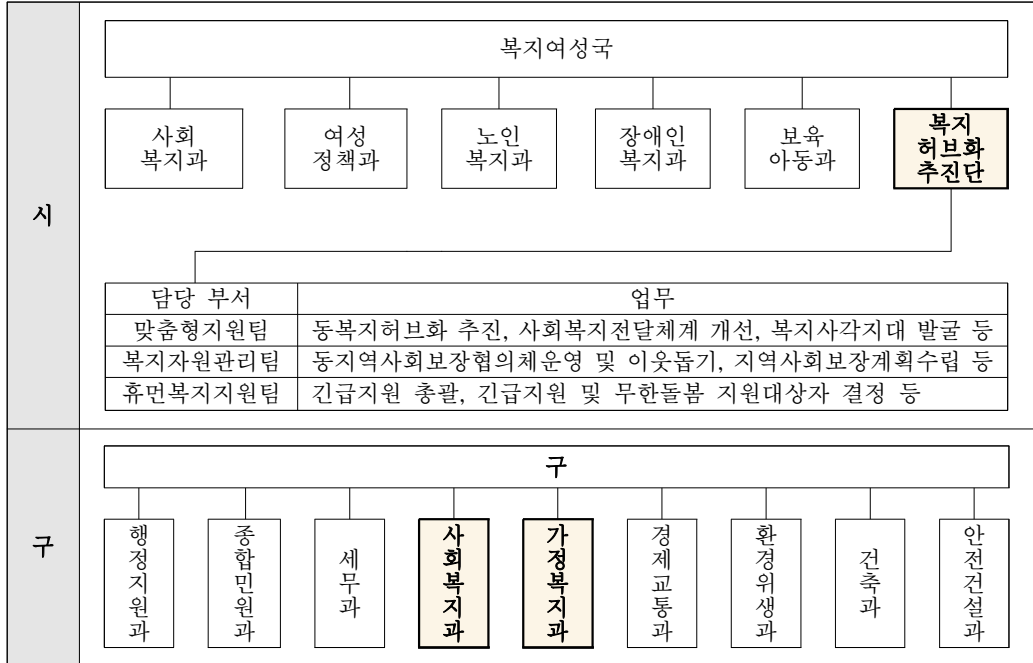 시
복지여성국
사회
복지과
여성
정책과
노인
복지과
장애인
복지과
보육
아동과
복지
허브화
추진단
담당 부서 업무
맞춤형지원팀 동복지허브화 추진, 사회복지전달체계 개선, 복지사각지대 발굴 등
복지자원관리팀 동지역사회보장협의체운영 및 이웃돕기, 지역사회보장계획수립 등
휴먼복지지원팀 긴급지원 총괄, 긴급지원 및 무한돌봄 지원대상자 결정 등
구
구
행정지원과
종합민원과
세무과
사회복지과
가정복지과
경제교통과
환경위생과
건축과
안전건설과